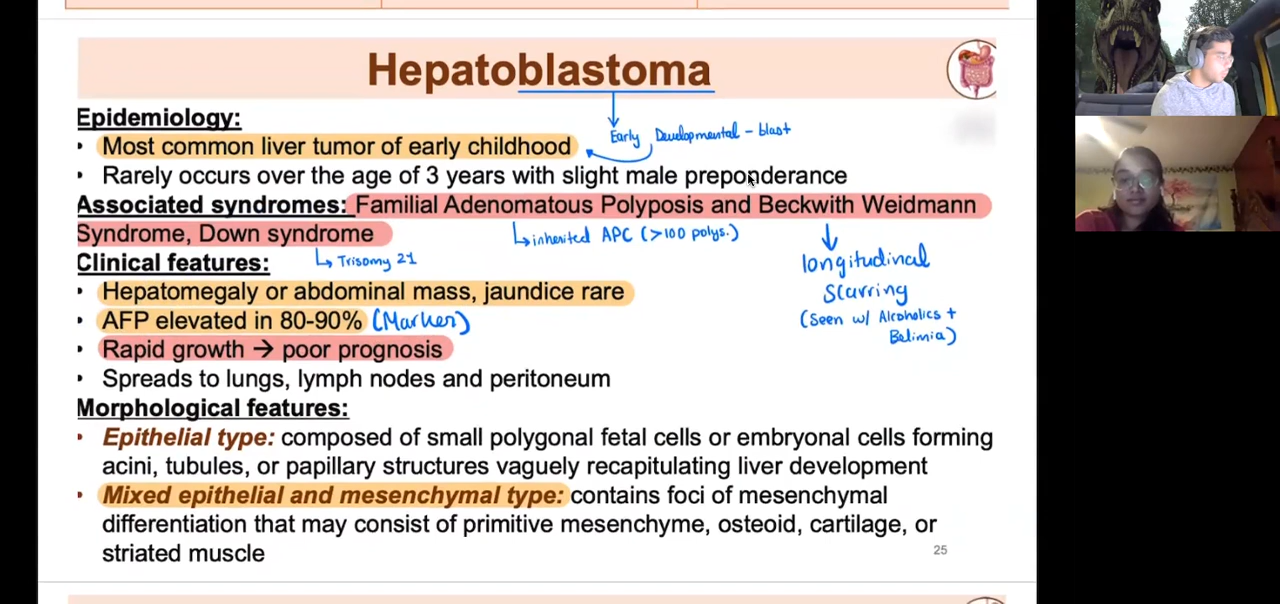 Hepatoblastoma
Epidemiology:
Early Developmental - blast
• Most common liver tumor of early childhood
• Rarely occurs over the age of 3 years with slight male preponderance
Associated syndromes: Familial Adenomatous Polyposis and Beckwith Weidmann
Syndrome, Down syndrome
↳ inherited APC (>100 polys.)
↳ Trisomy 21
longitudinal
scarring
(seen w/ Alcoholics +
Belimia)
Clinical features:
• Hepatomegaly or abdominal mass, jaundice rare
• AFP elevated in 80-90% (Marker)
• Rapid growth → poor prognosis
• Spreads to lungs, lymph nodes and peritoneum
Morphological features:
• Epithelial type: composed of small polygonal fetal cells or embryonal cells forming
acini, tubules, or papillary structures vaguely recapitulating liver development
• Mixed epithelial and mesenchymal type: contains foci of mesenchymal
differentiation that may consist of primitive mesenchyme, osteoid, cartilage, or
striated muscle
25